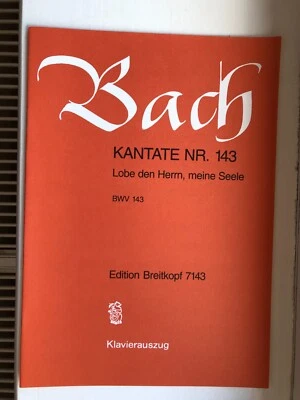 Bach
KANTATE NR. 143
Lobe den Herrn, meine Seele
BWV 143
Edition Breitkopf 7143
Klavierauszug